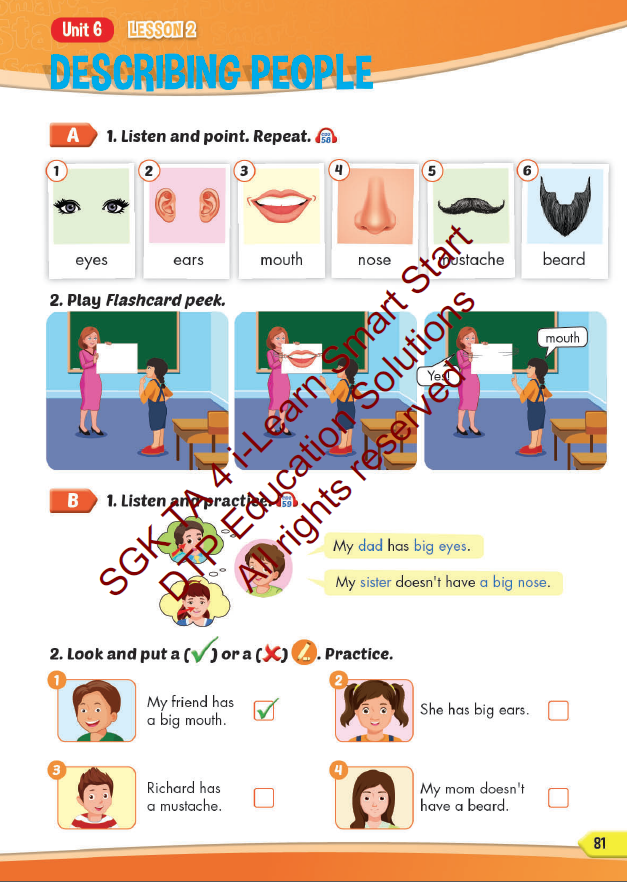 Unit 6 LESSON 2
DESCRIBING PEOPLE
A 1. Listen and point. Repeat. CD2 58
1 2 3 4 5 6
eyes ears mouth nose mustache beard
2. Play Flashcard peek.
mouth
Yes!
B 1. Listen and practice. CD2 59
My dad has big eyes.
My sister doesn't have a big nose.
2. Look and put a (✓) or a (✗). Practice.
1
My friend has
a big mouth.
✓
2
She has big ears.
3
Richard has
a mustache.
4
My mom doesn't
have a beard.
81
SGK TA 4 i-Learn Smart Start
DTP Education Solutions
All rights reserved